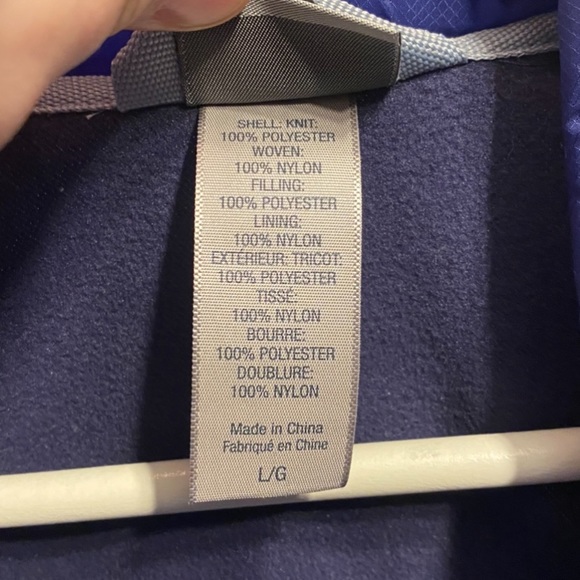 SHELL: KNIT:
100% POLYESTER
WOVEN:
100% NYLON
FILLING:
100% POLYESTER
LINING:
100% NYLON
EXTÉRIEUR: TRICOT:
100% POLYESTER
TISSÉ:
100% NYLON
BOURRE:
100% POLYESTER
DOUBLURE:
100% NYLON
Made in China
Fabriqué en Chine
L/G